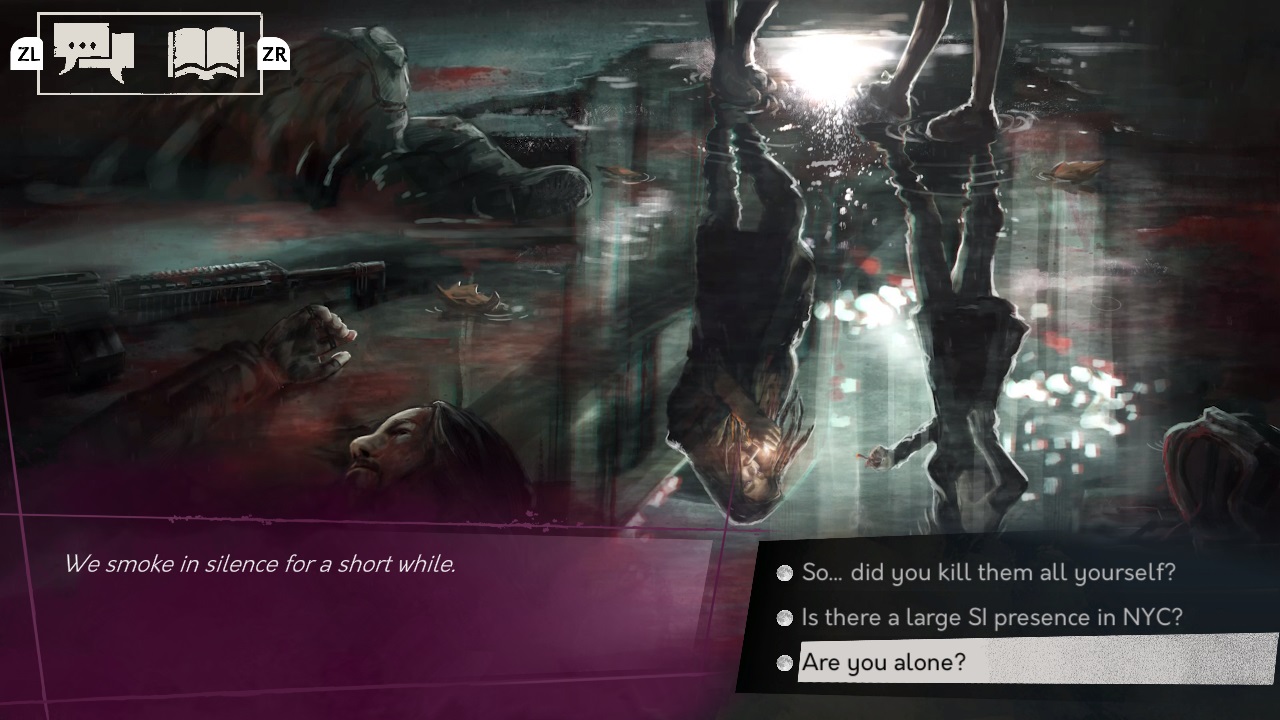 ZL
ZR
We smoke in silence for a short while.
So... did you kill them all yourself?
Is there a large SI presence in NYC?
Are you alone?